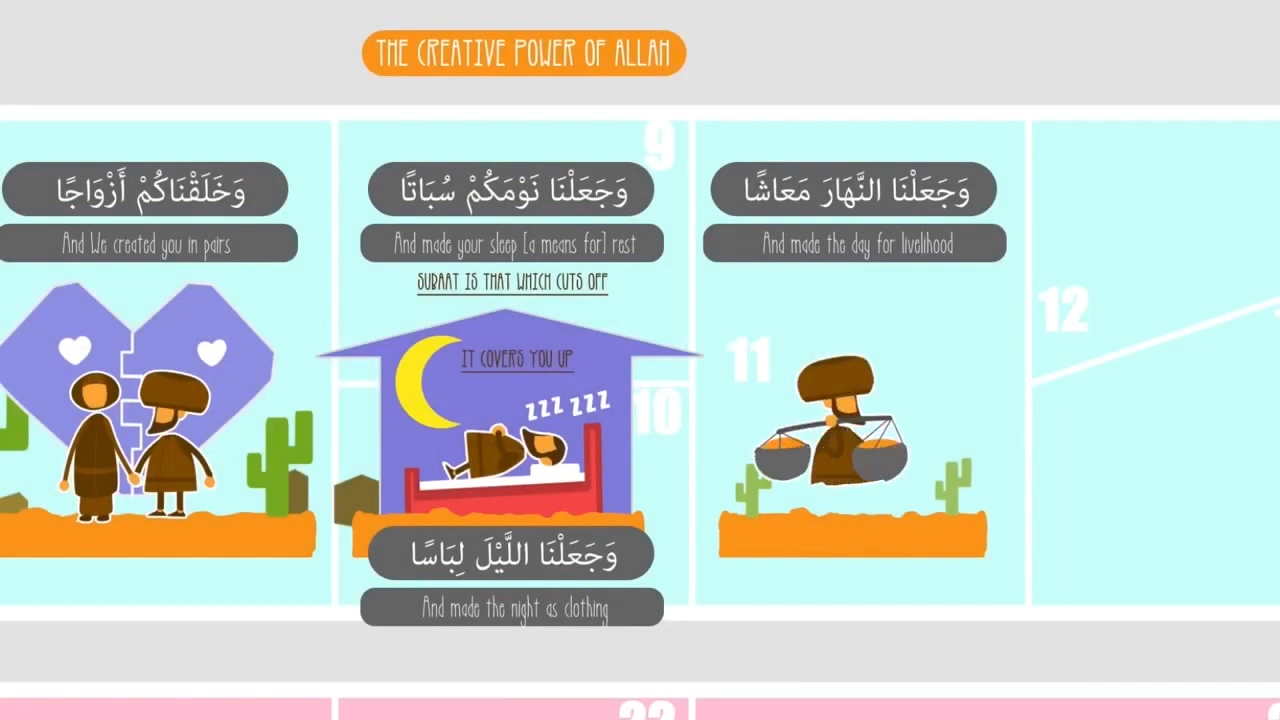 THE CREATIVE POWER OF ALLAH
وَخَلَقْنَاكُمْ أَزْوَاجًا
And We created you in pairs
9
وَجَعَلْنَا نَوْمَكُمْ سُبَاتًا
And made your sleep [a means for] rest
SUBAAT IS THAT WHICH CUTS OFF
IT COVERS YOU UP
ZZZ ZZZ
10
وَجَعَلْنَا اللَّيْلَ لِبَاسًا
And made the night as clothing
وَجَعَلْنَا النَّهَارَ مَعَاشًا
And made the day for livelihood
11
12